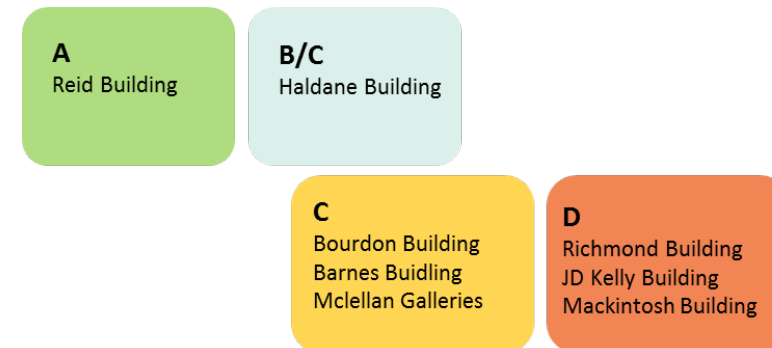 A
Reid Building
B/C
Haldane Building
C
Bourdon Building
Barnes Buidling
Mclellan Galleries
D
Richmond Building
JD Kelly Building
Mackintosh Building